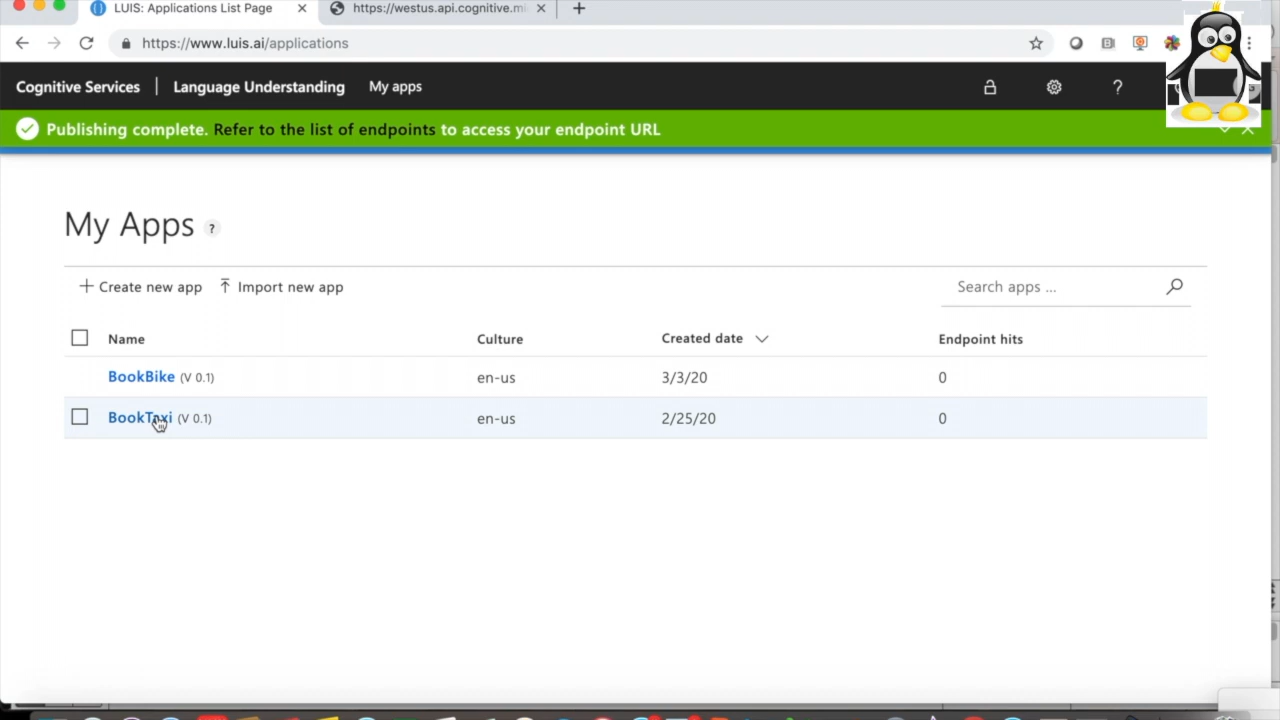 LUIS: Applications List Page
https://westus.api.cognitive.mi
https://www.luis.ai/applications
Cognitive Services
Language Understanding
My apps
?
Publishing complete. Refer to the list of endpoints to access your endpoint URL
My Apps ?
Create new app
Import new app
Search apps ...
Name Culture Created date Endpoint hits
BookBike (V 0.1) en-us 3/3/20 0
BookTaxi (V 0.1) en-us 2/25/20 0